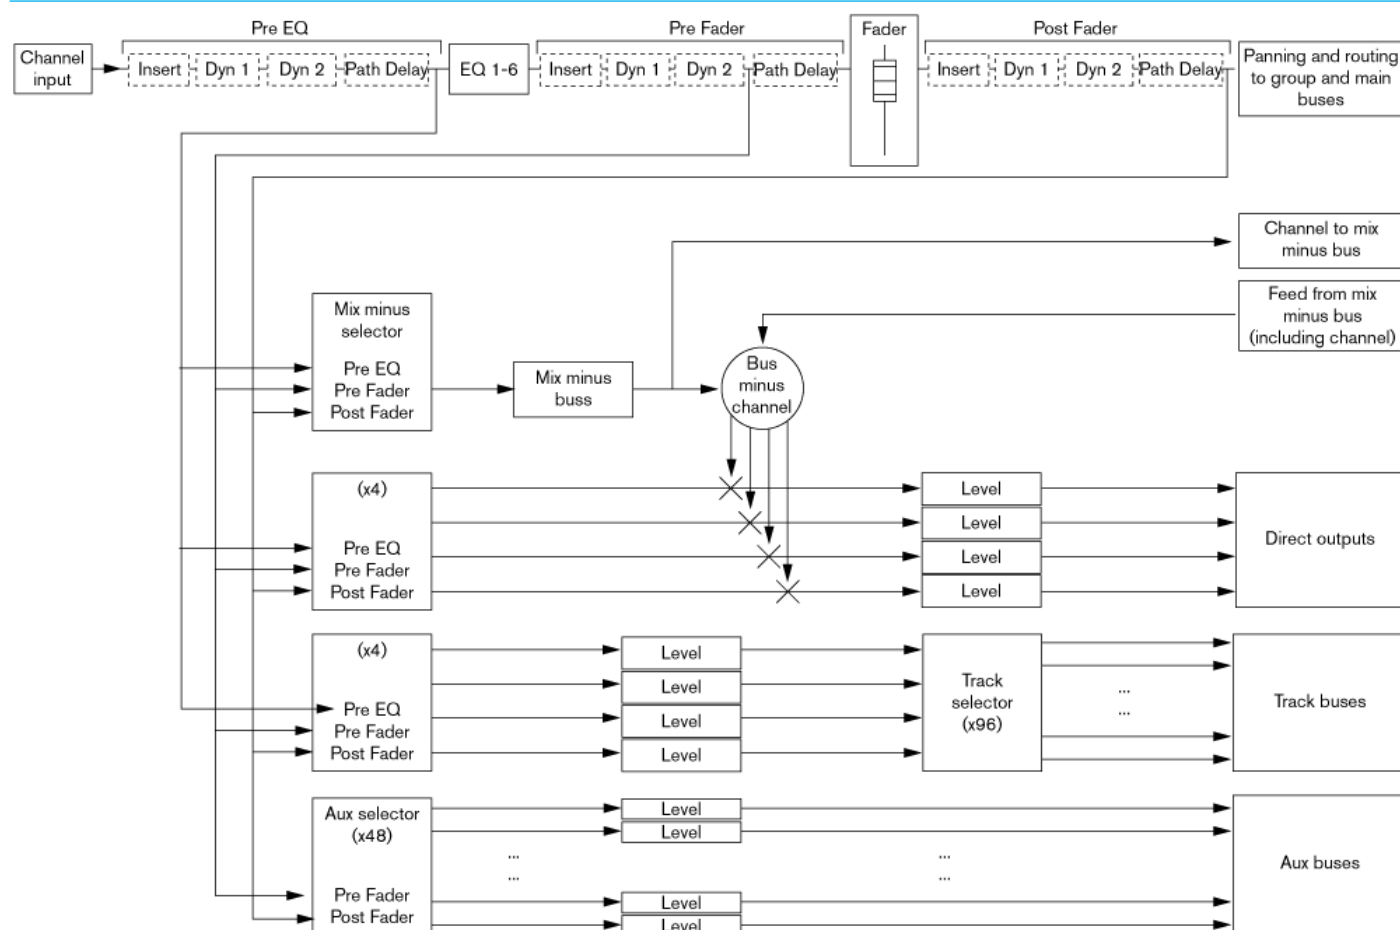 Pre EQ
Pre Fader
Fader
Post Fader
Channel
input
Insert
Dyn 1
Dyn 2
Path Delay
EQ 1-6
Insert
Dyn 1
Dyn 2
Path Delay
Insert
Dyn 1
Dyn 2
Path Delay
Panning and routing
to group and main
buses
Channel to mix
minus bus
Feed from mix
minus bus
(including channel)
Mix minus
selector
Pre EQ
Pre Fader
Post Fader
Mix minus
buss
Bus
minus
channel
(x4)
Pre EQ
Pre Fader
Post Fader
Level
Level
Level
Level
Direct outputs
(x4)
Pre EQ
Pre Fader
Post Fader
Level
Level
Level
Level
Track
selector
(x96)
...
...
Track buses
Aux selector
(x48)
Pre Fader
Post Fader
Level
Level
...
...
...
...
Level
Level
Aux buses